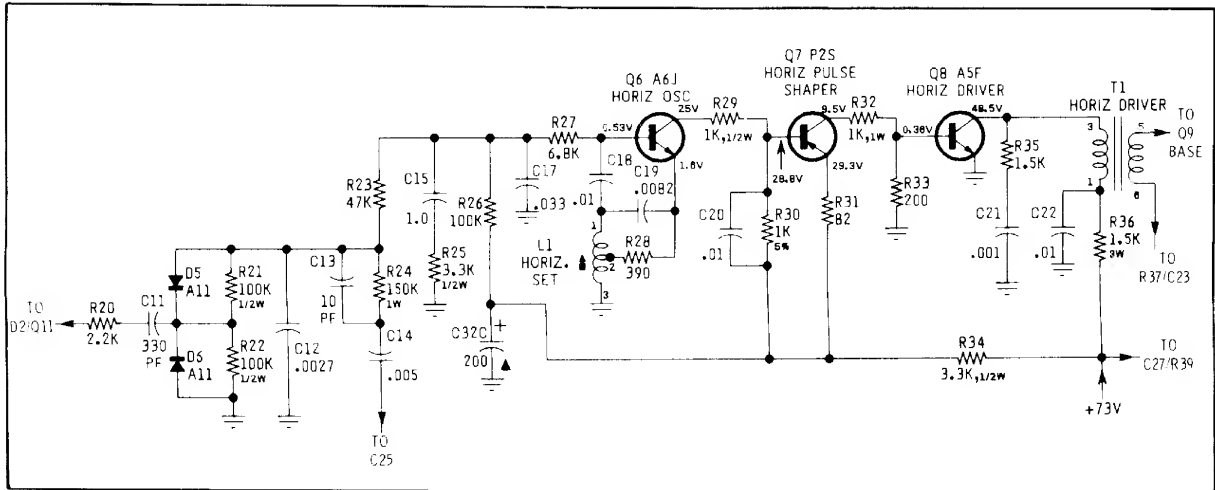 Q6 A6J
HORIZ OSC
Q7 P2S
HORIZ PULSE
SHAPER
Q8 A5F
HORIZ DRIVER
T1
HORIZ DRIVER
TO
Q9
BASE
R27
6.8K
0.53V
25V
1.6V
R29
1K,1/2W
9.5V
28.8V
29.3V
R32
1K,1W
0.36V
48.5V
R35
1.5K
3
1
5
6
R23
47K
C15
1.0
R26
100K
C17
.033
C18
.01
C19
.0082
C20
.01
R30
1K
5%
R31
82
R33
200
C21
.001
C22
.01
R36
1.5K
3W
TO
R37/C23
R25
3.3K
1/2W
L1
HORIZ.
SET
1
2
3
R28
390
D5
A11
R21
100K
1/2W
C13
10
PF
R24
150K
1W
TO
D2/Q11
R20
2.2K
C11
330
PF
D6
A11
R22
100K
1/2W
C12
.0027
C14
.005
C32C
200
+
R34
3.3K,1/2W
TO
C27/R39
+73V
TO
C25